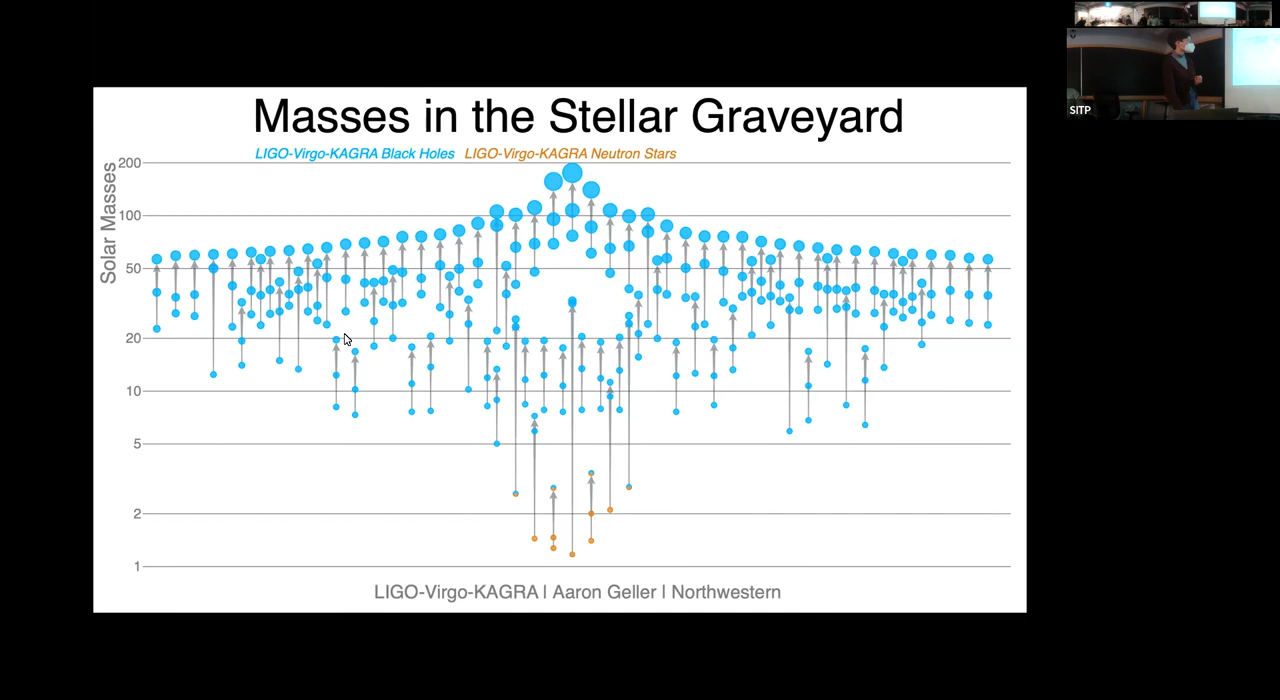 Masses in the Stellar Graveyard
LIGO-Virgo-KAGRA Black Holes LIGO-Virgo-KAGRA Neutron Stars
Solar Masses
200
100
50
20
10
5
2
1
LIGO-Virgo-KAGRA | Aaron Geller | Northwestern
SITP